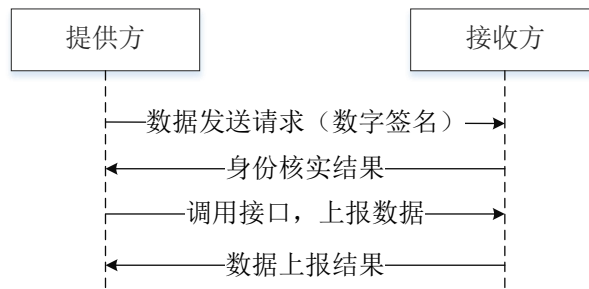 提供方
接收方
数据发送请求（数字签名）
身份核实结果
调用接口，上报数据
数据上报结果